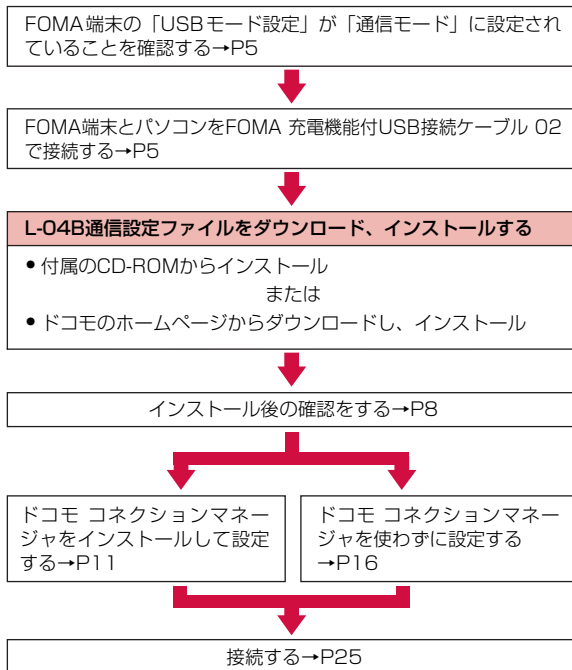 FOMA端末の「USBモード設定」が「通信モード」に設定され
ていることを確認する→P5
FOMA端末とパソコンをFOMA 充電機能付USB接続ケーブル 02
で接続する→P5
L-04B通信設定ファイルをダウンロード、インストールする
● 付属のCD-ROMからインストール
または
● ドコモのホームページからダウンロードし、インストール
インストール後の確認をする→P8
ドコモ コネクションマネー
ジャをインストールして設定
する→P11
ドコモ コネクションマネー
ジャを使わずに設定する
→P16
接続する→P25